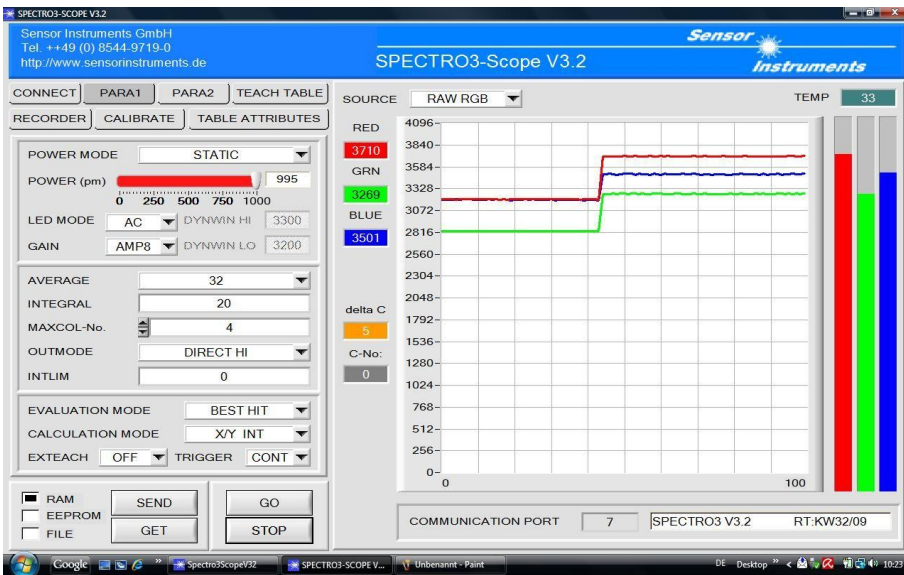 SPECTRO3-SCOPE V3.2
Sensor Instruments GmbH
Tel. ++49 (0) 8544-9719-0
http://www.sensorinstruments.de
SPECTRO3-Scope V3.2
Sensor
Instruments
CONNECT PARA1 PARA2 TEACH TABLE
RECORDER CALIBRATE TABLE ATTRIBUTES
POWER MODE STATIC
POWER (pm) 995
0 250 500 750 1000
LED MODE AC DYNWIN HI 3300
GAIN AMP8 DYNWIN LO 3200
AVERAGE 32
INTEGRAL 20
MAXCOL-No. 4
OUTMODE DIRECT HI
INTLIM 0
EVALUATION MODE BEST HIT
CALCULATION MODE X/Y INT
EXTEACH OFF TRIGGER CONT
RAM
EEPROM
FILE
SEND GO
GET STOP
SOURCE RAW RGB TEMP 33
RED
3710
GRN
3269
BLUE
3501
delta C
5
C-No:
0
4096
3840
3584
3328
3072
2816
2560
2304
2048
1792
1536
1280
1024
768
512
256
0
0 100
COMMUNICATION PORT 7 SPECTRO3 V3.2 RT:KW32/09
Google » Spectro3ScopeV32 SPECTRO3-SCOPE V... Unbenannt - Paint DE Desktop » 10:23